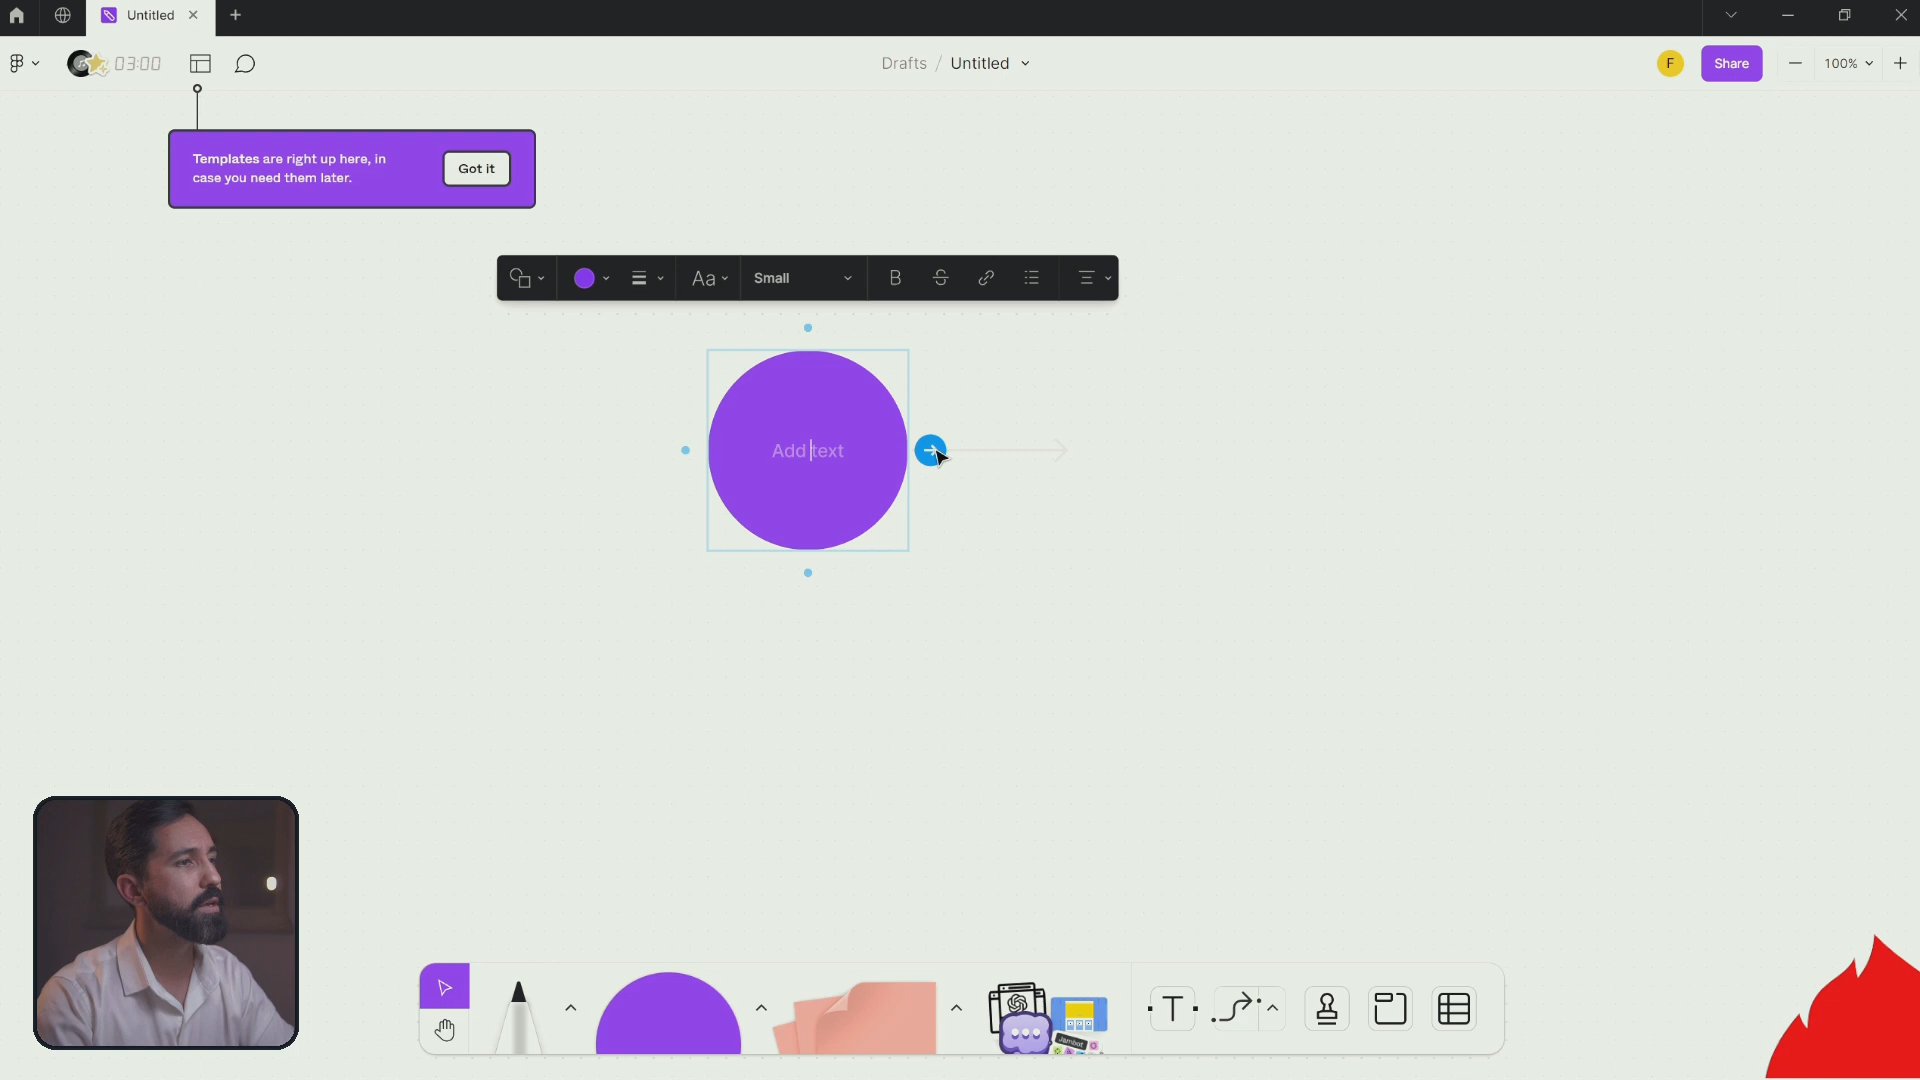 Untitled
03:00
Drafts / Untitled
F
Share
100%
Templates are right up here, in
case you need them later.
Got it
Aa
Small
B
S
Add text
T
Jambot